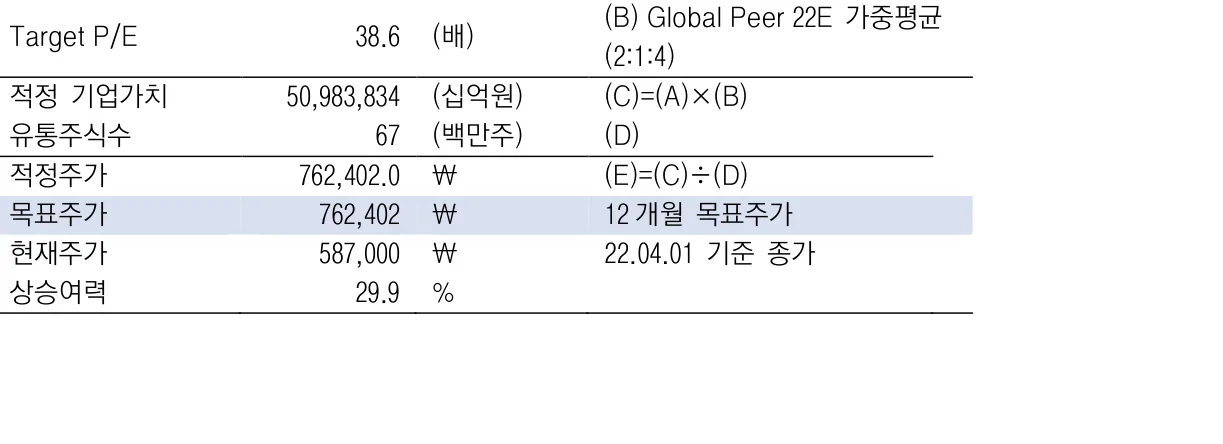 (B) Global Peer 22E 가중평균
Target P/E 38.6 (배)
(2:1:4)
적정 기업가치 50,983,834 (십억원) (C)=(A)×(B)
유통주식수 67 (백만주) (D)
적정주가 762,402.0 ₩ (E)=(C)÷(D)
목표주가 762,402 ₩ 12개월 목표주가
현재주가 587,000 ₩ 22.04.01 기준 종가
상승여력 29.9 %